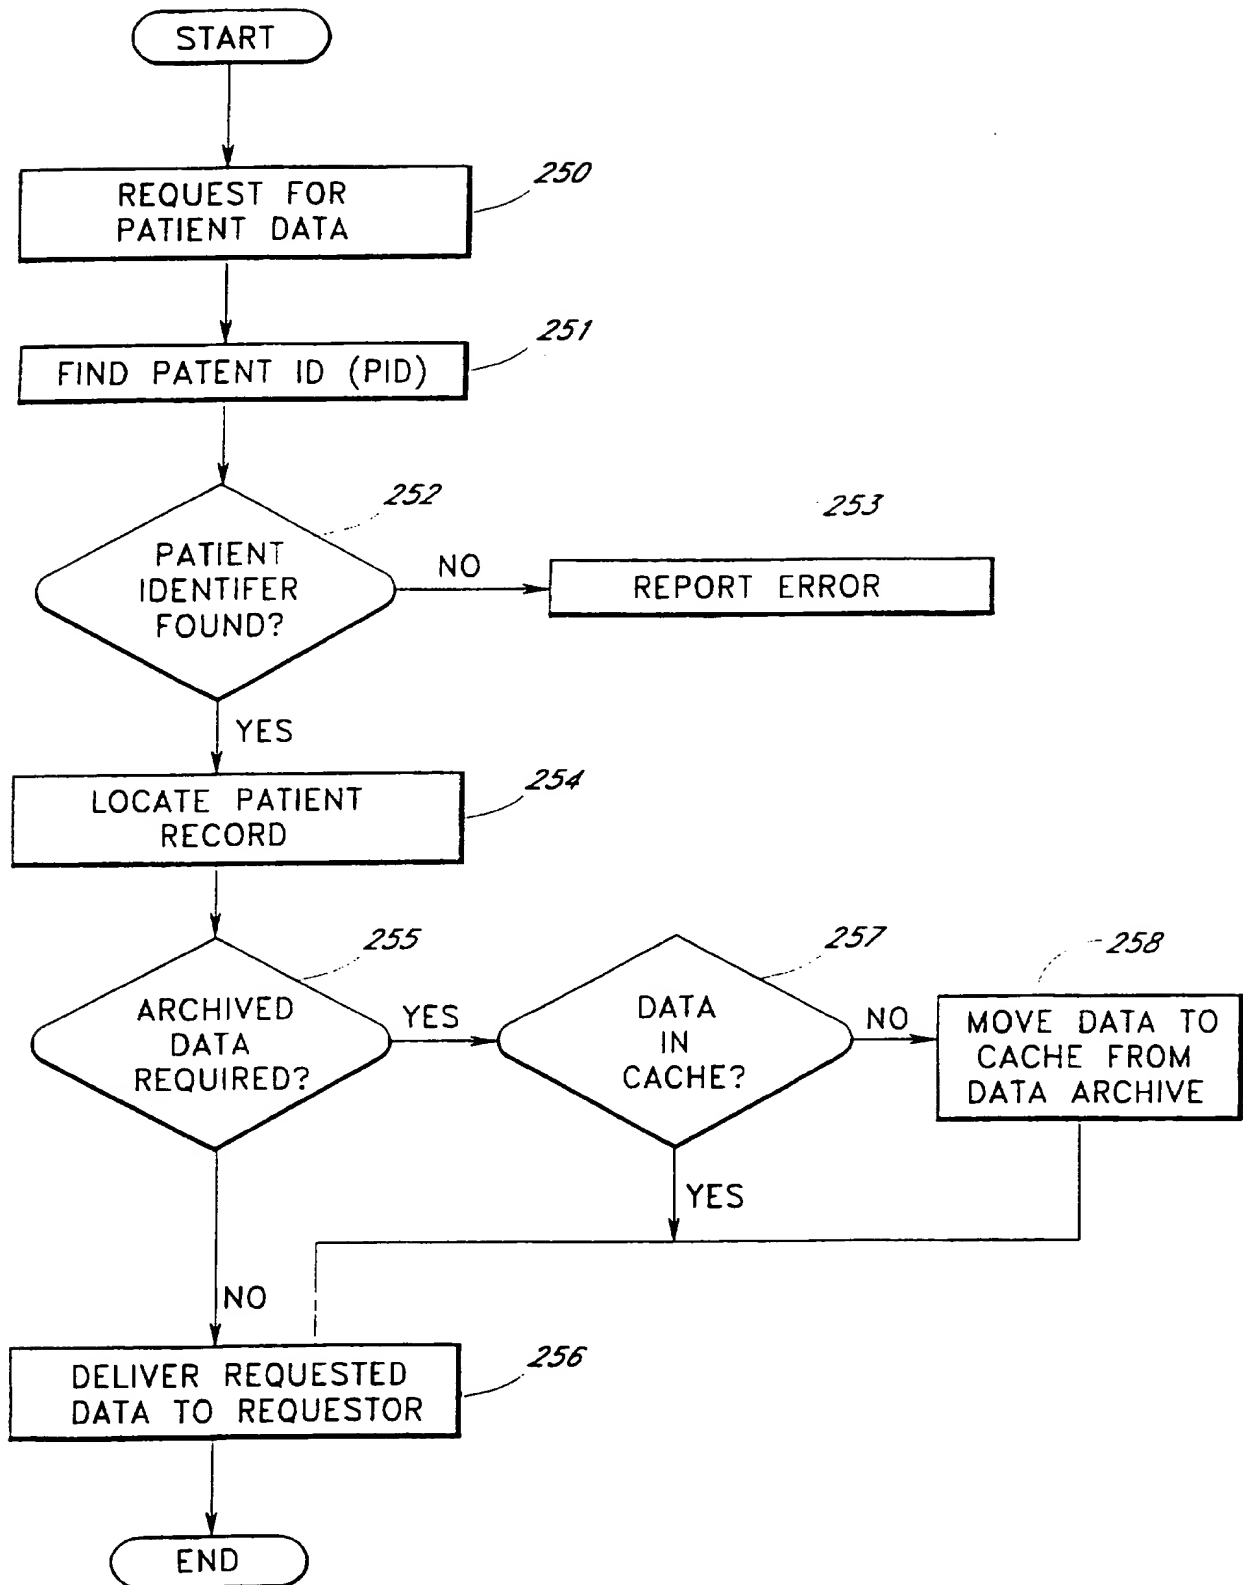 START
250
REQUEST FOR
PATIENT DATA
251
FIND PATENT ID (PID)
252
PATIENT
IDENTIFER
FOUND?
NO
253
REPORT ERROR
YES
254
LOCATE PATIENT
RECORD
255
ARCHIVED
DATA
REQUIRED?
YES
257
DATA
IN
CACHE?
NO
258
MOVE DATA TO
CACHE FROM
DATA ARCHIVE
YES
NO
256
DELIVER REQUESTED
DATA TO REQUESTOR
END